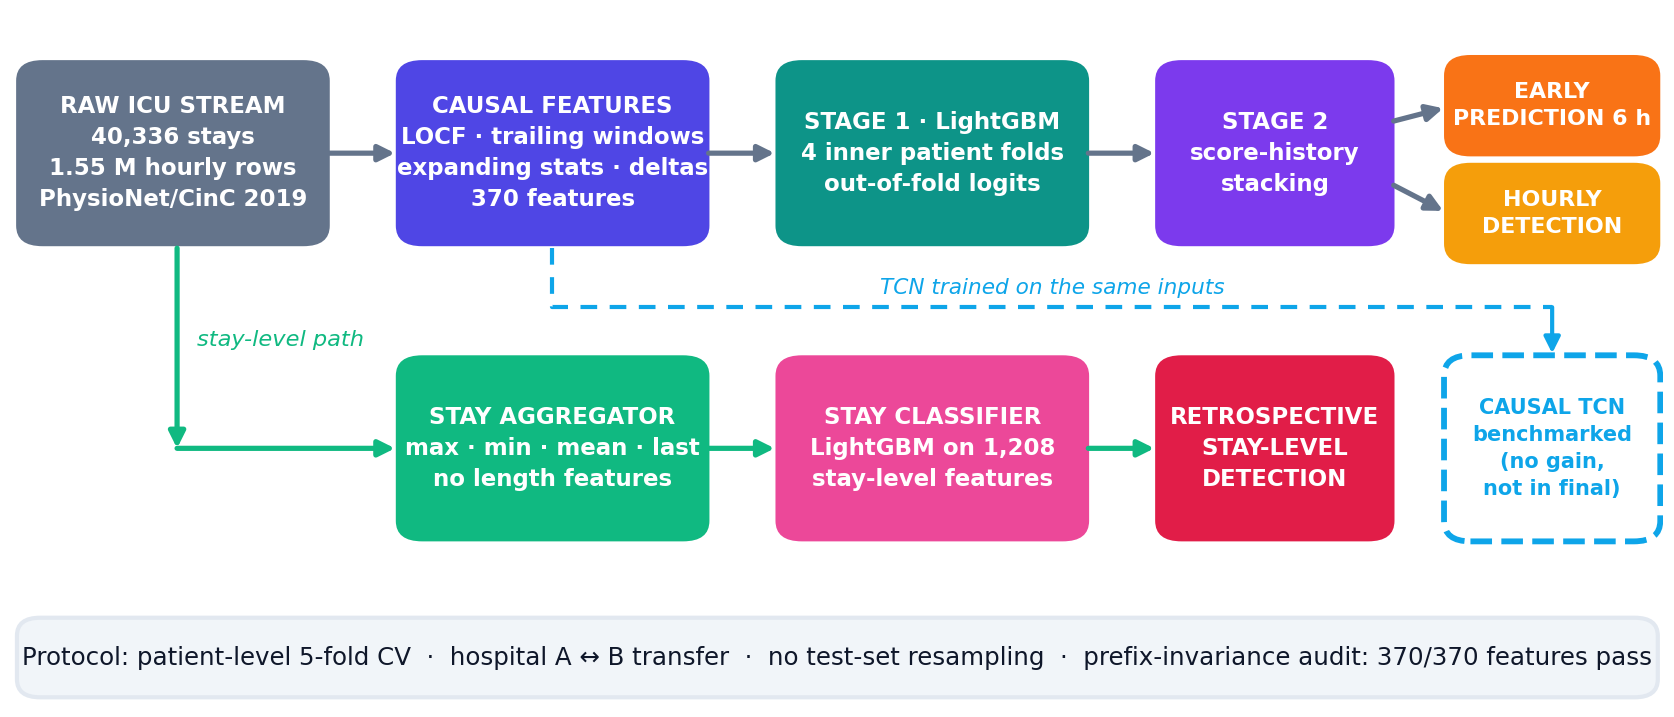 RAW ICU STREAM
40,336 stays
1.55 M hourly rows
PhysioNet/CinC 2019
CAUSAL FEATURES
LOCF · trailing windows
expanding stats · deltas
370 features
STAGE 1 · LightGBM
4 inner patient folds
out-of-fold logits
STAGE 2
score-history
stacking
EARLY
PREDICTION 6 h
HOURLY
DETECTION
TCN trained on the same inputs
stay-level path
STAY AGGREGATOR
max · min · mean · last
no length features
STAY CLASSIFIER
LightGBM on 1,208
stay-level features
RETROSPECTIVE
STAY-LEVEL
DETECTION
CAUSAL TCN
benchmarked
(no gain,
not in final)
Protocol: patient-level 5-fold CV · hospital A ↔ B transfer · no test-set resampling · prefix-invariance audit: 370/370 features pass